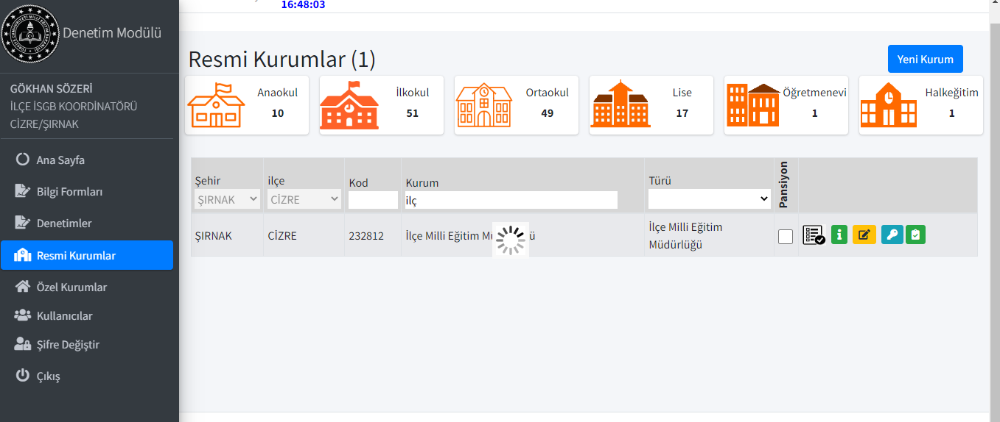 16:48:03
Denetim Modülü
GÖKHAN SÖZERİ
İLÇE İSGB KOORDİNATÖRÜ
CİZRE/ŞIRNAK
Ana Sayfa
Bilgi Formları
Denetimler
Resmi Kurumlar
Özel Kurumlar
Kullanıcılar
Şifre Değiştir
Çıkış
Resmi Kurumlar (1)
Yeni Kurum
Anaokul
10
İlkokul
51
Ortaokul
49
Lise
17
Öğretmenevi
1
Halkeğitim
1
Şehir
ŞIRNAK
ilçe
CİZRE
Kod
Kurum
ilç
Türü
Pansiyon
ŞIRNAK
CİZRE
232812
İlçe Milli Eğitim
İlçe Milli Eğitim
Müdürlüğü